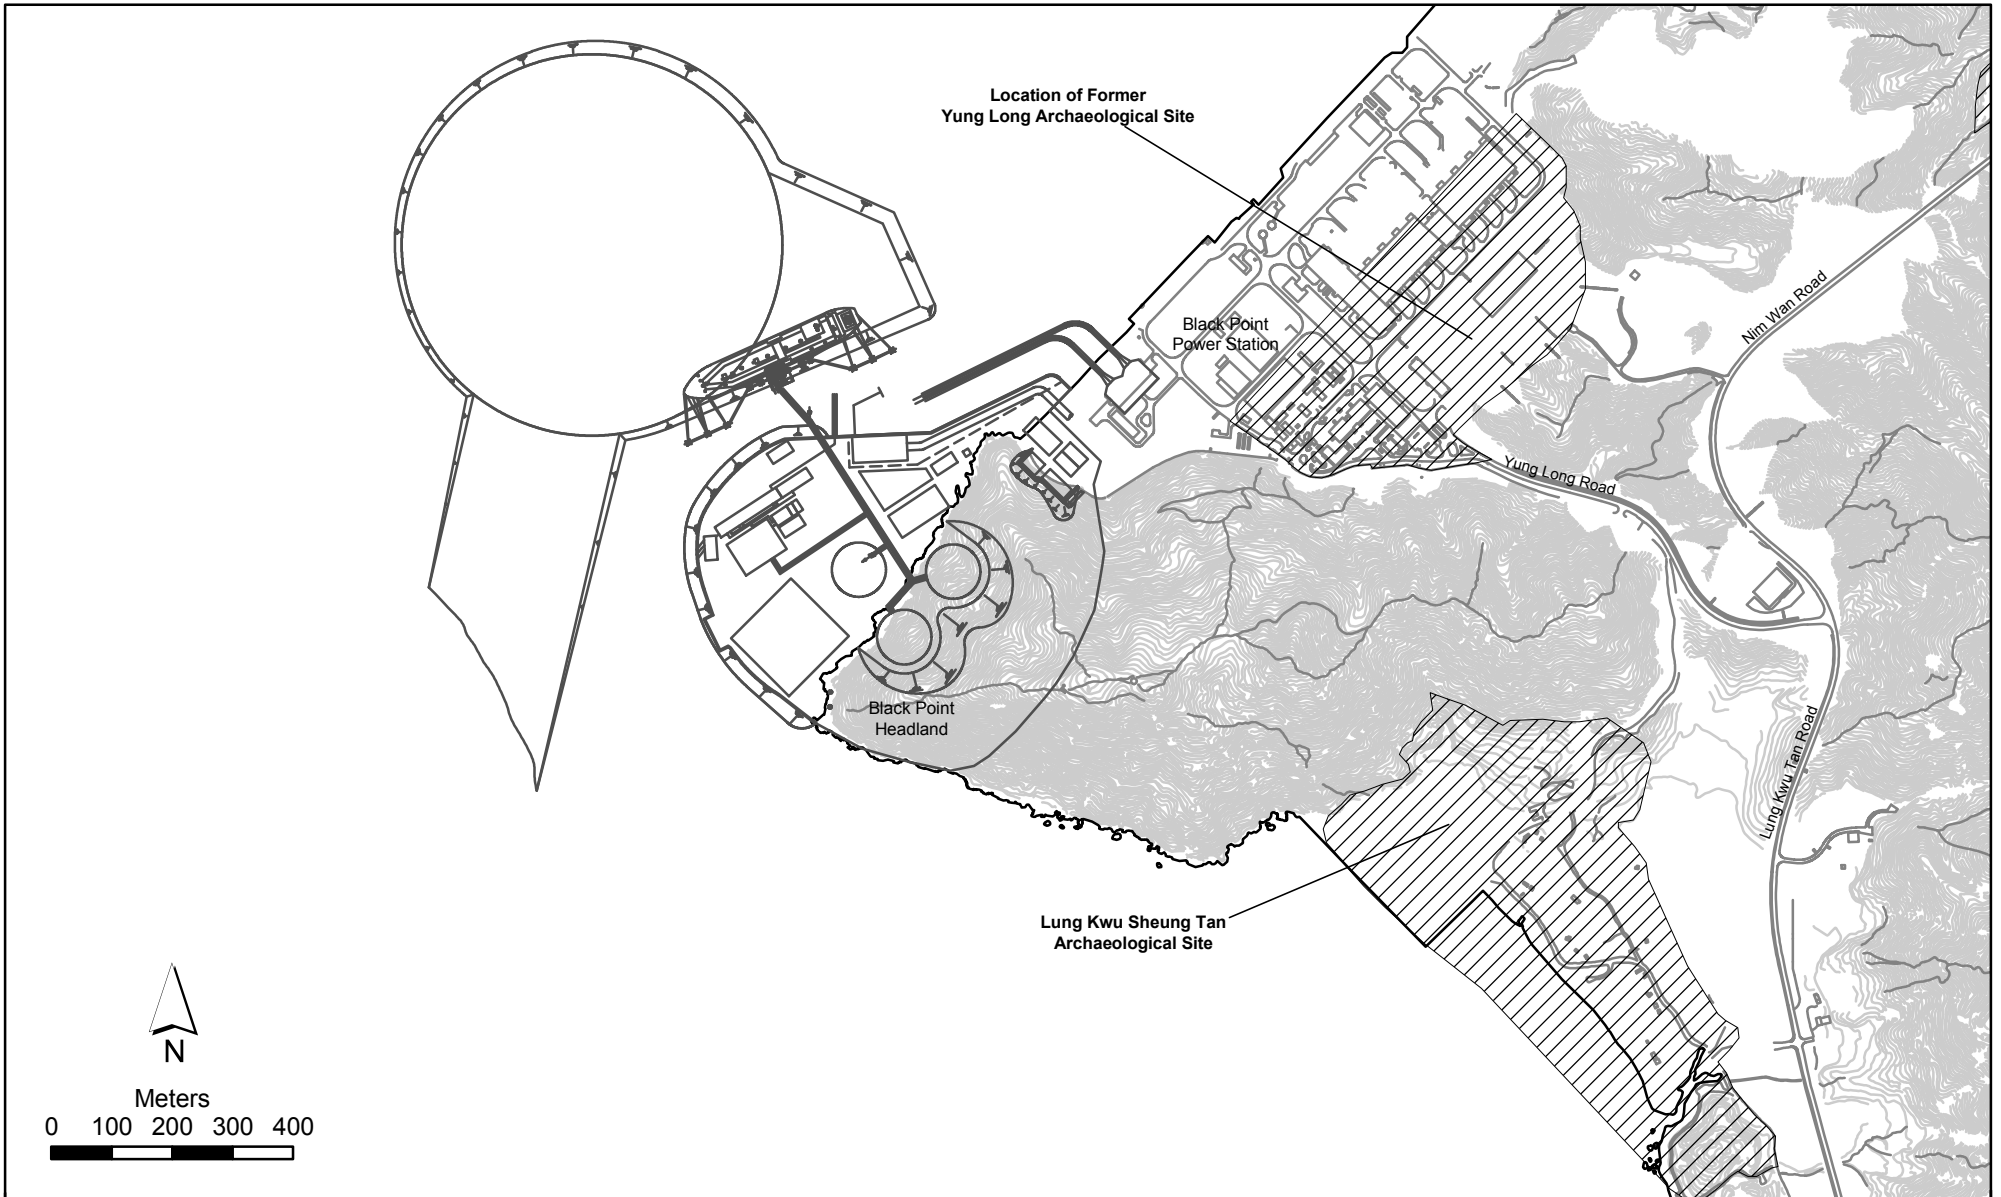 Location of Former
Yung Long Archaeological Site
Nim Wan Road
Black Point
Power Station
Yung Long Road
Black Point
Headland
Lung Kwu Tan Road
Lung Kwu Sheung Tan
Archaeological Site
N
Meters
0 100 200 300 400